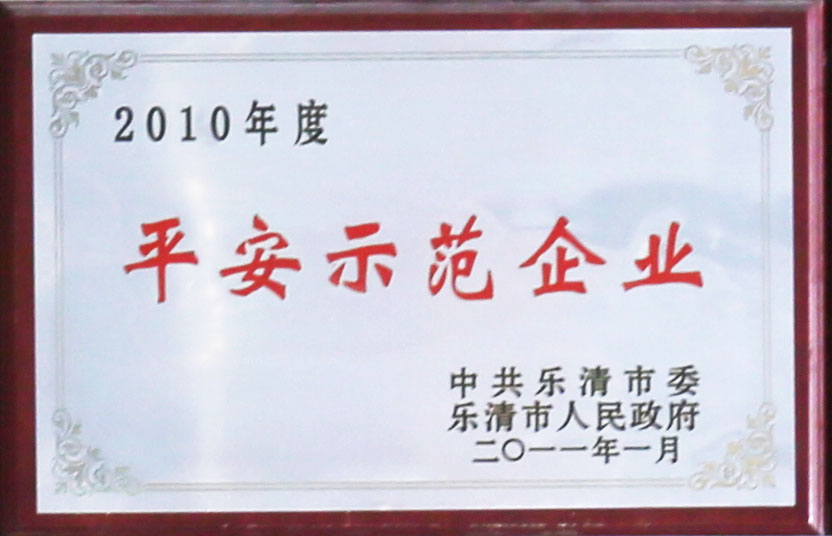 2010年度
平安示范企业
中共乐清市委
乐清市人民政府
二〇一一年一月